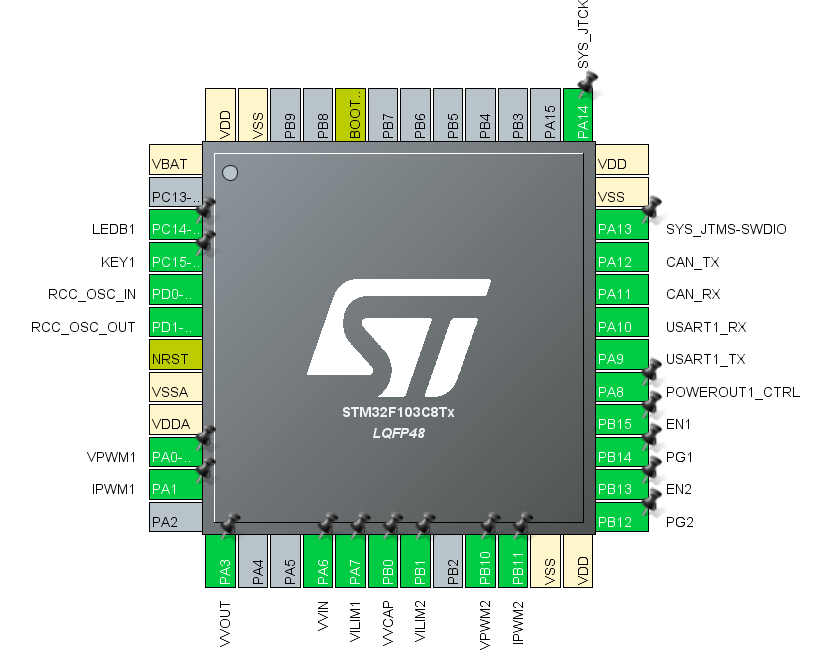 SYS_JTCK
VDD
VSS
PB9
PB8
BOOT..
PB7
PB6
PB5
PB4
PB3
PA15
PA14
VBAT
PC13-..
LEDB1 PC14-..
KEY1 PC15-..
RCC_OSC_IN PD0-..
RCC_OSC_OUT PD1-..
NRST
VSSA
VDDA
VPWM1 PA0-..
IPWM1 PA1
PA2
ST
STM32F103C8Tx
LQFP48
VDD
VSS
PA13 SYS_JTMS-SWDIO
PA12 CAN_TX
PA11 CAN_RX
PA10 USART1_RX
PA9 USART1_TX
PA8 POWEROUT1_CTRL
PB15 EN1
PB14 PG1
PB13 EN2
PB12 PG2
PA3
PA4
PA5
PA6
PA7
PB0
PB1
PB2
PB10
PB11
VSS
VDD
VVOUT
VVIN
VILIM1
VVCAP
VILIM2
VPWM2
IPWM2